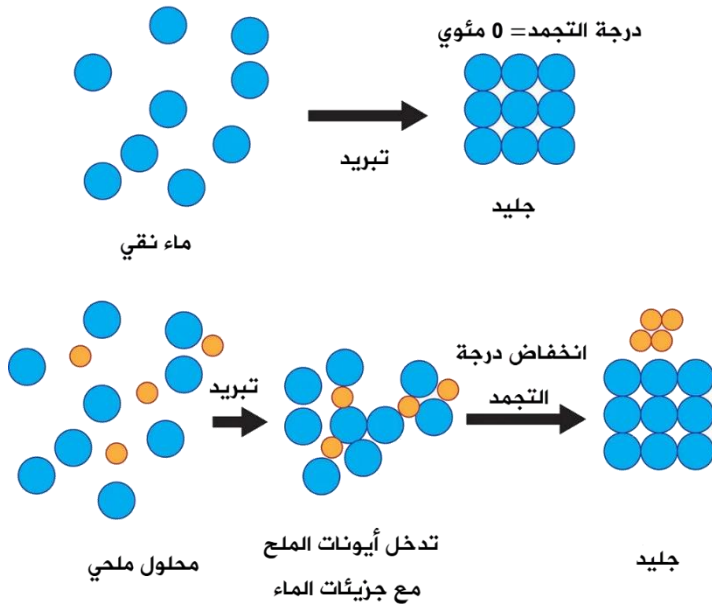 درجة التجمد= 0 مئوي
تبريد
جليد
ماء نقي
انخفاض درجة
التجمد
تبريد
جليد
تدخل أيونات الملح
مع جزيئات الماء
محلول ملحي